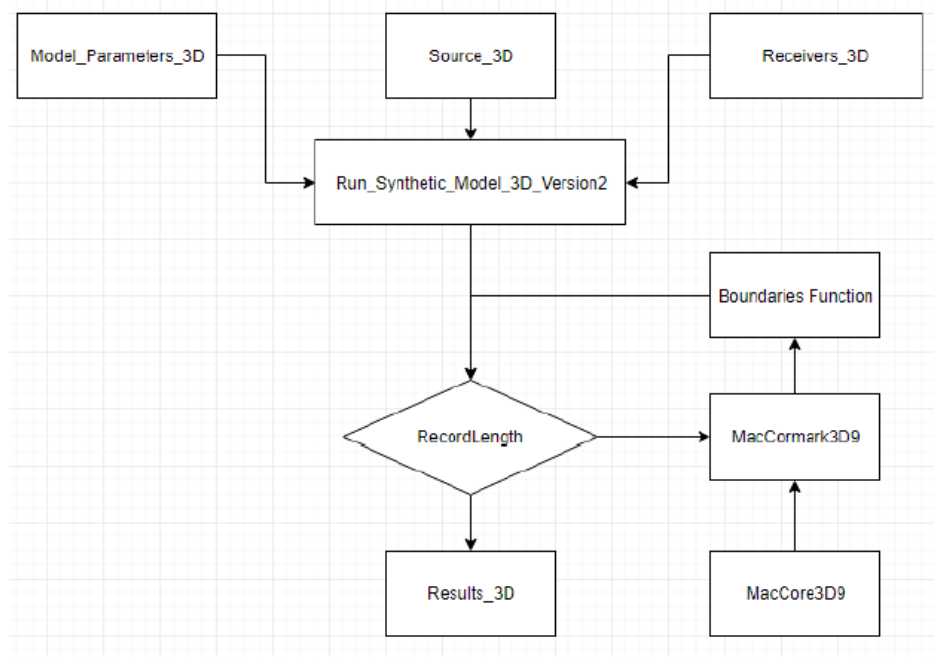 Model_Parameters_3D
Source_3D
Receivers_3D
Run_Synthetic_Model_3D_Version2
Boundaries Function
RecordLength
MacCormark3D9
Results_3D
MacCore3D9